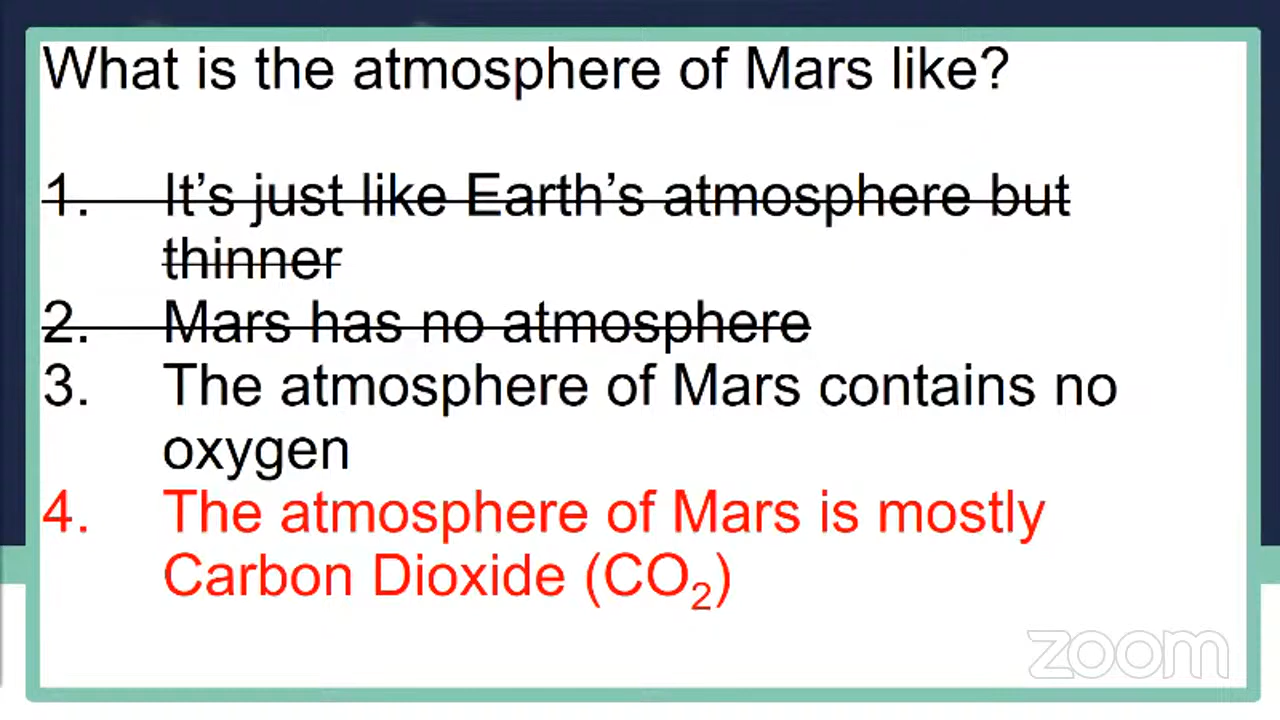 What is the atmosphere of Mars like?
1. It’s just like Earth’s atmosphere but
thinner
2. Mars has no atmosphere
3. The atmosphere of Mars contains no
oxygen
4. The atmosphere of Mars is mostly
Carbon Dioxide (CO₂)
zoom